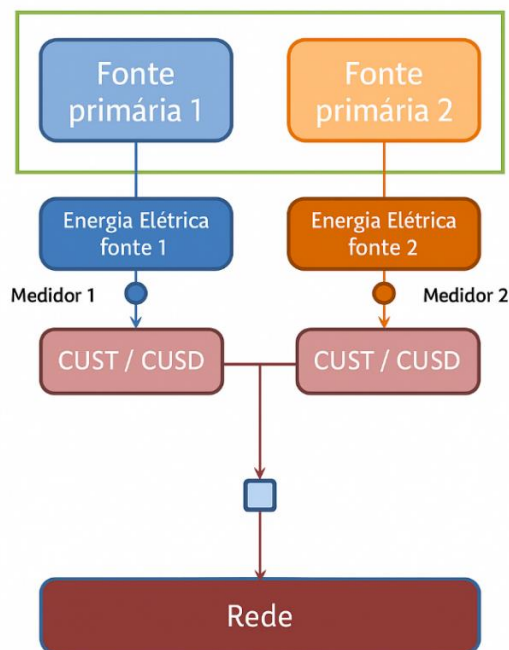 Fonte
primária 1
Fonte
primária 2
Energia Elétrica
fonte 1
Energia Elétrica
fonte 2
Medidor 1
Medidor 2
CUST / CUSD
CUST / CUSD
Rede